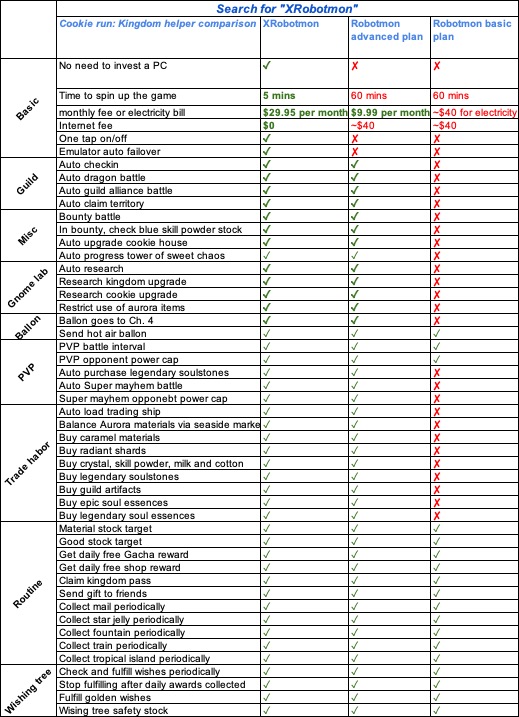 Search for "XRobotmon"
Cookie run: Kingdom helper comparison XRobotmon Robotmon advanced plan Robotmon basic plan
Basic
No need to invest a PC ✓ ✗ ✗
Time to spin up the game 5 mins 60 mins 60 mins
monthly fee or electricity bill $29.95 per month $9.99 per month ~$40 for electricity
Internet fee $0 ~$40 ~$40
One tap on/off ✓ ✗ ✗
Emulator auto failover ✓ ✗ ✗
Guild
Auto checkin ✓ ✓ ✗
Auto dragon battle ✓ ✓ ✗
Auto guild alliance battle ✓ ✓ ✗
Auto claim territory ✓ ✓ ✗
Misc
Bounty battle ✓ ✓ ✗
In bounty, check blue skill powder stock ✓ ✓ ✗
Auto upgrade cookie house ✓ ✓ ✗
Auto progress tower of sweet chaos ✓ ✓ ✗
Gnome lab
Auto research ✓ ✓ ✗
Research kingdom upgrade ✓ ✓ ✗
Research cookie upgrade ✓ ✓ ✗
Restrict use of aurora items ✓ ✓ ✗
Ballon
Ballon goes to Ch. 4 ✓ ✓ ✗
Send hot air ballon ✓ ✓ ✓
PVP
PVP battle interval ✓ ✓ ✓
PVP opponent power cap ✓ ✓ ✓
Auto purchase legendary soulstones ✓ ✓ ✗
Auto Super mayhem battle ✓ ✓ ✗
Super mayhem opponebt power cap ✓ ✓ ✗
Trade habor
Auto load trading ship ✓ ✓ ✗
Balance Aurora materials via seaside marke ✓ ✓ ✗
Buy caramel materials ✓ ✓ ✗
Buy radiant shards ✓ ✓ ✗
Buy crystal, skill powder, milk and cotton ✓ ✓ ✗
Buy legendary soulstones ✓ ✓ ✗
Buy guild artifacts ✓ ✓ ✗
Buy epic soul essences ✓ ✓ ✗
Buy legendary soul essences ✓ ✓ ✗
Routine
Material stock target ✓ ✓ ✓
Good stock target ✓ ✓ ✓
Get daily free Gacha reward ✓ ✓ ✓
Get daily free shop reward ✓ ✓ ✓
Claim kingdom pass ✓ ✓ ✓
Send gift to friends ✓ ✓ ✓
Collect mail periodically ✓ ✓ ✓
Collect star jelly periodically ✓ ✓ ✓
Collect fountain periodically ✓ ✓ ✓
Collect train periodically ✓ ✓ ✓
Collect tropical island periodically ✓ ✓ ✓
Wishing tree
Check and fulfill wishes periodically ✓ ✓ ✓
Stop fulfilling after daily awards collected ✓ ✓ ✓
Fulfill golden wishes ✓ ✓ ✓
Wising tree safety stock ✓ ✓ ✓